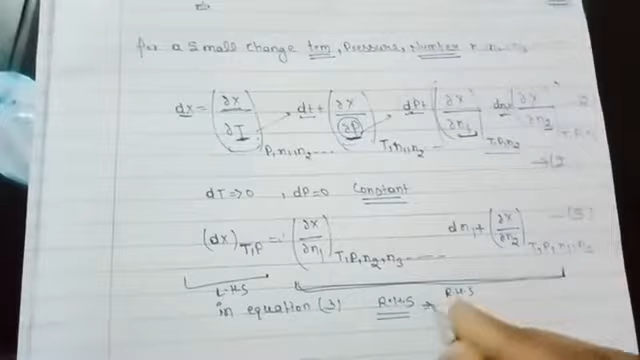 for a small change tem, Pressure, Number
dx = (∂x/∂T) P,n1,n2.... dt + (∂x/∂P) T,n1,n2... dP+ (∂x/∂n1) T,P,n2 dn1 (∂x/∂n2) T,P,n1
dT=>0 , dP=0 Constant
(dx) T,P = (∂x/∂n1) T,P,n2,n3...... dn1 + (∂x/∂n2) T,P,n1,n3 —(3)
L.H.S R.H.S
in equation (3) R.H.S →